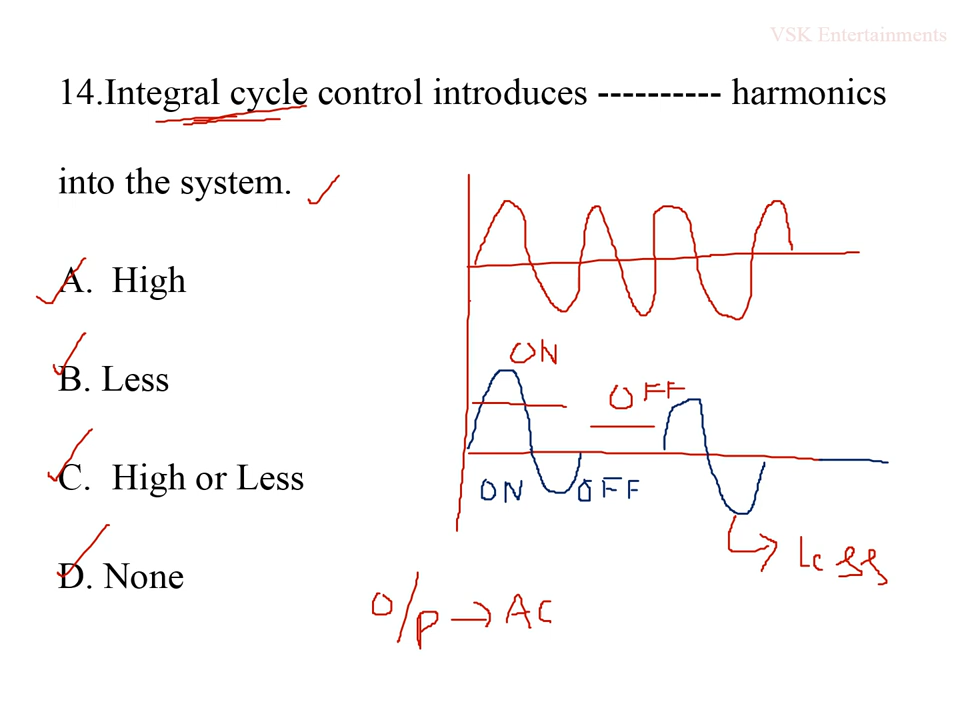 VSK Entertainments
14.Integral cycle control introduces ---------- harmonics
into the system.
A. High
B. Less
C. High or Less
D. None
ON
OFF
ON OFF
Less
O/P → AC